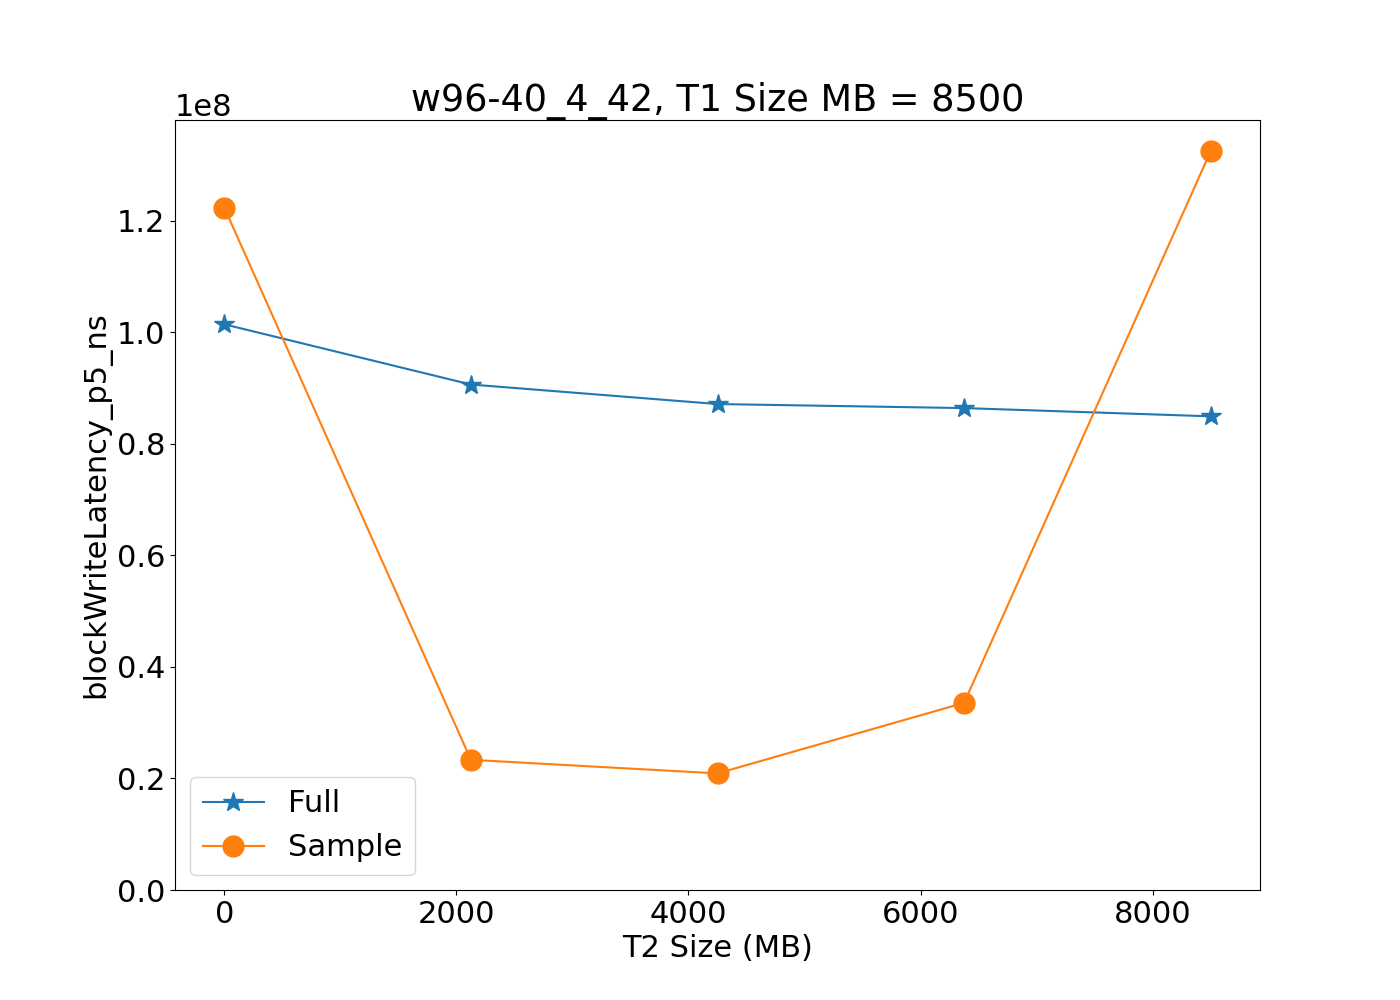 w96-40_4_42, T1 Size MB = 8500
1e8
1.2
1.0
0.8
0.6
0.4
0.2
0.0
blockWriteLatency_p5_ns
Full
Sample
0 2000 4000 6000 8000
T2 Size (MB)